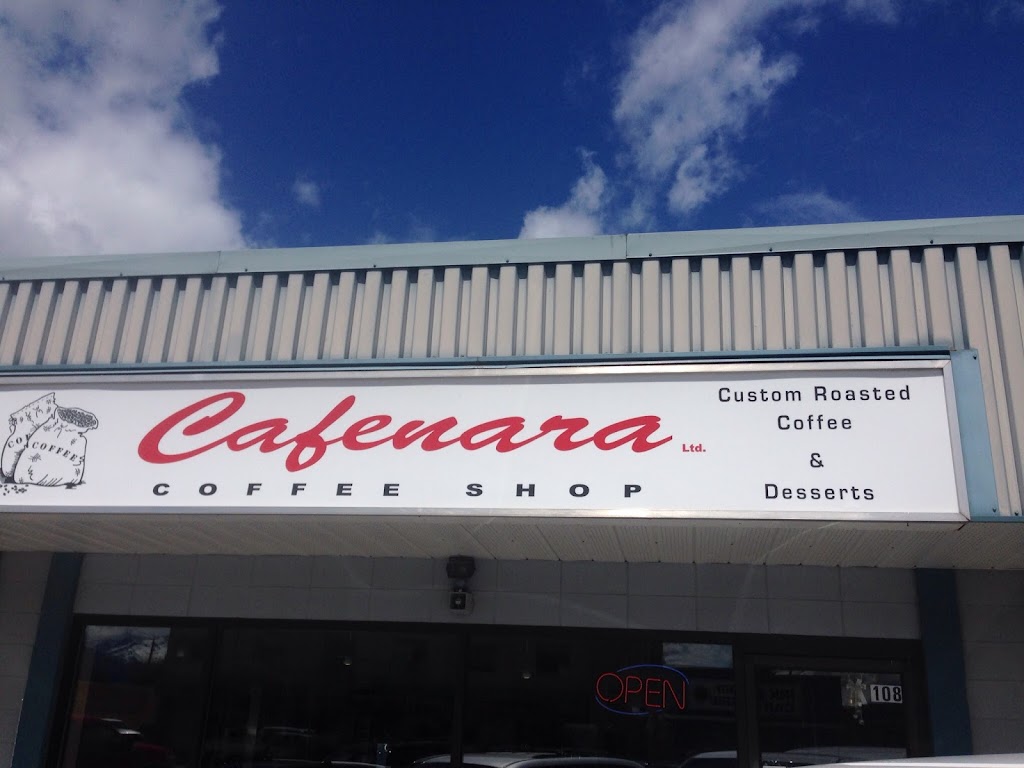 Cafenara Ltd.
COFFEE SHOP
Custom Roasted
Coffee
&
Desserts
COFFEE
OPEN
108